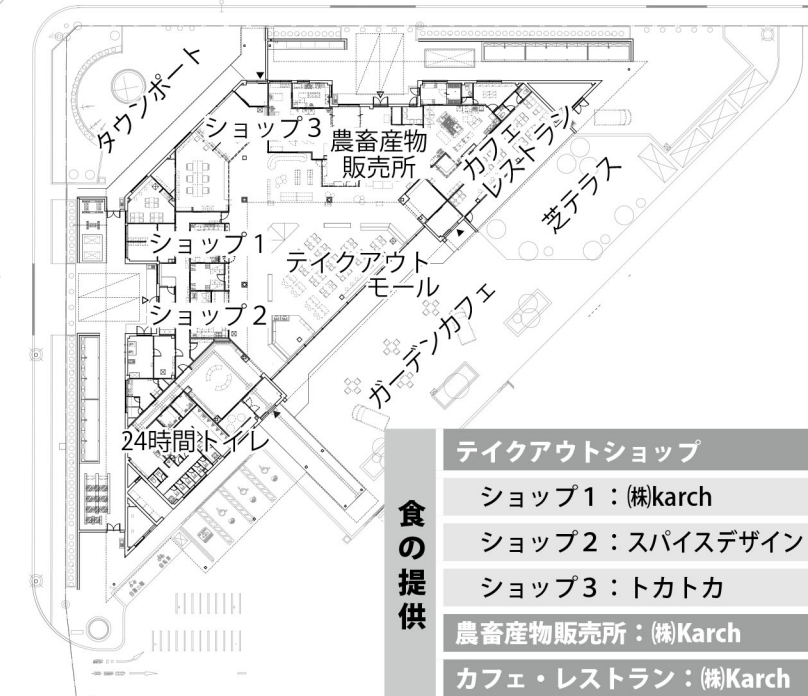 タウンポート
ショップ3
農畜産物
販売所
カフェ
レストラン
芝テラス
ショップ1
テイクアウト
モール
ショップ2
ガーデンカフェ
24時間トイレ
食の提供
テイクアウトショップ
ショップ1：㈱karch
ショップ2：スパイスデザイン
ショップ3：トカトカ
農畜産物販売所：㈱Karch
カフェ・レストラン：㈱Karch